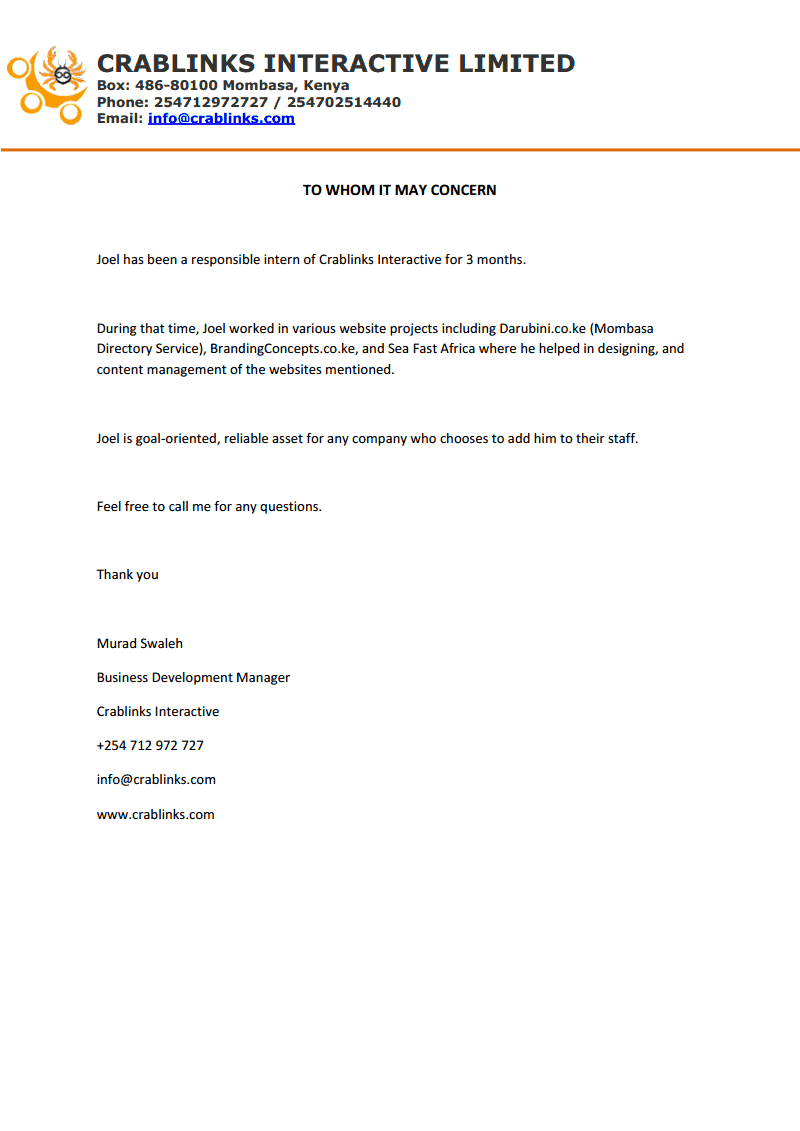 CRABLINKS INTERACTIVE LIMITED
Box: 486-80100 Mombasa, Kenya
Phone: 254712972727 / 254702514440
Email: info@crablinks.com
TO WHOM IT MAY CONCERN
Joel has been a responsible intern of Crablinks Interactive for 3 months.
During that time, Joel worked in various website projects including Darubini.co.ke (Mombasa
Directory Service), BrandingConcepts.co.ke, and Sea Fast Africa where he helped in designing, and
content management of the websites mentioned.
Joel is goal-oriented, reliable asset for any company who chooses to add him to their staff.
Feel free to call me for any questions.
Thank you
Murad Swaleh
Business Development Manager
Crablinks Interactive
+254 712 972 727
info@crablinks.com
www.crablinks.com